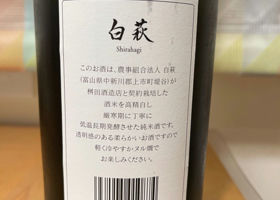 白萩
Shirahagi
このお酒は、農事組合法人 白萩
(富山県中新川郡上市町堤谷)が
桝田酒造店と契約栽培した
酒米を高精白し
厳寒期に丁寧に
低温長期発酵させた純米酒です。
透明感のある柔らかいお酒ですので
軽く冷やすかヌル燗で
お楽しみください。